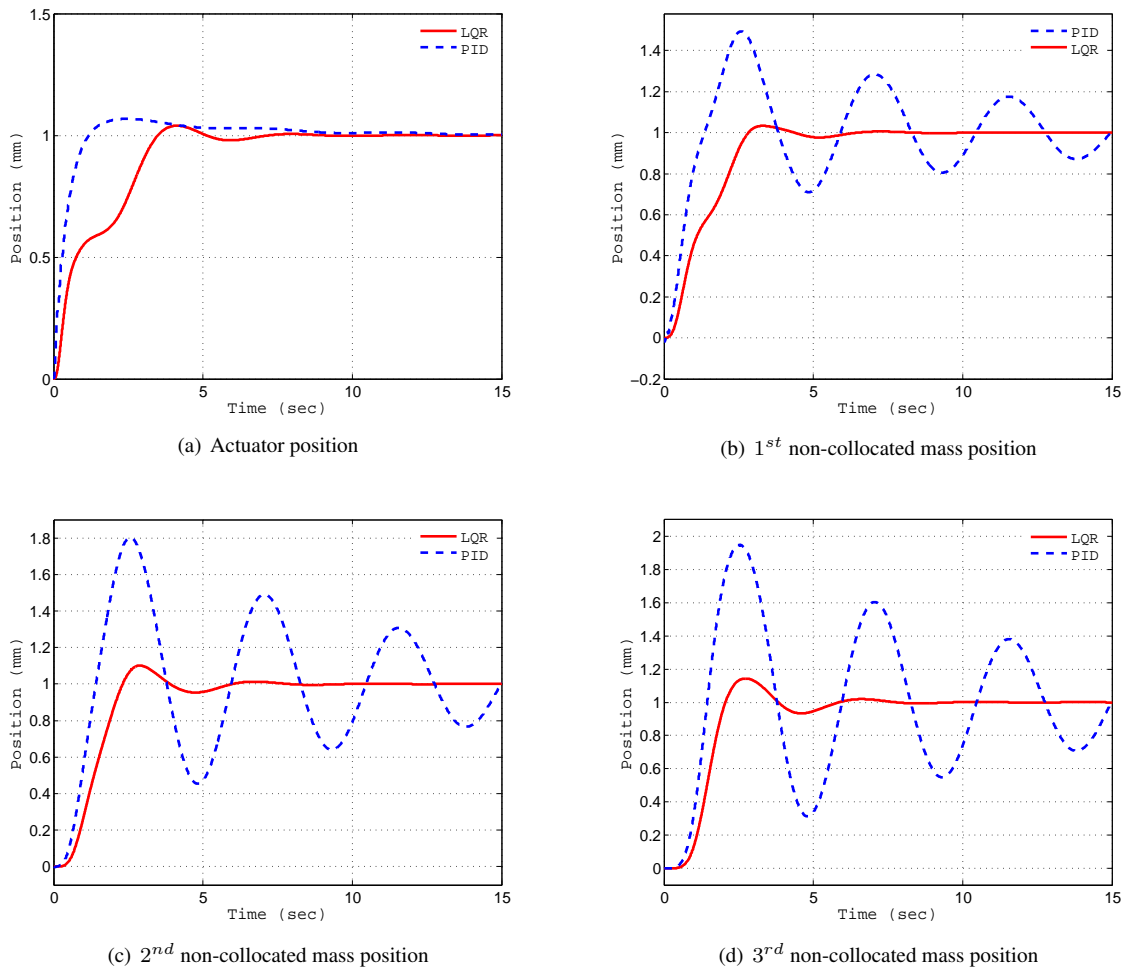 1.5
1
0.5
0
Position (mm)
LQR
PID
0 5 10 15
Time (sec)
(a) Actuator position
1.4
1.2
1
0.8
0.6
0.4
0.2
0
−0.2
Position (mm)
PID
LQR
0 5 10 15
Time (sec)
(b) 1st non-collocated mass position
1.8
1.6
1.4
1.2
1
0.8
0.6
0.4
0.2
0
Position (mm)
LQR
PID
0 5 10 15
Time (sec)
(c) 2nd non-collocated mass position
2
1.8
1.6
1.4
1.2
1
0.8
0.6
0.4
0.2
0
Position (mm)
LQR
PID
0 5 10 15
Time (sec)
(d) 3rd non-collocated mass position